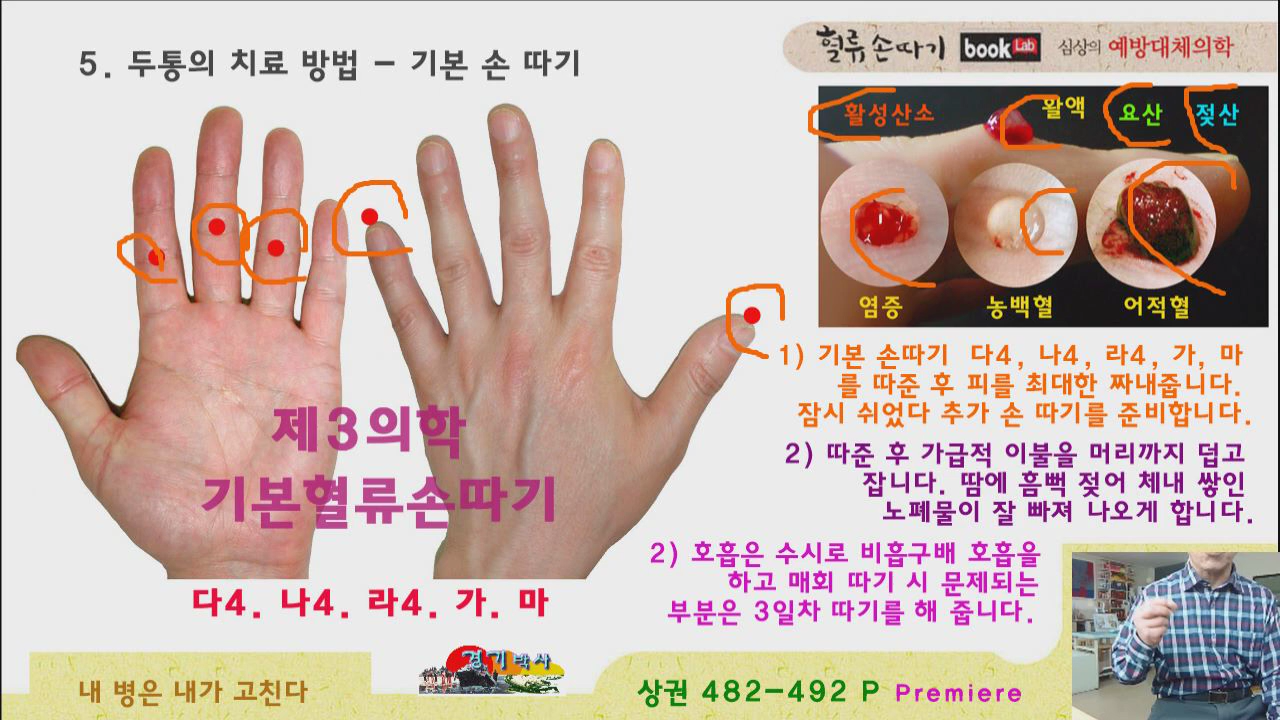 5. 두통의 치료 방법 - 기본 손 따기
혈류손따기 book Lab 심상의 예방대체의학
활성산소 활액 요산 젖산
염증 농백혈 어적혈
1) 기본 손따기 다4, 나4, 라4, 가, 마
를 따준 후 피를 최대한 짜내줍니다.
잠시 쉬었다 추가 손 따기를 준비합니다.
2) 따준 후 가급적 이불을 머리까지 덥고
잡니다. 땀에 흠뻑 젖어 체내 쌓인
노폐물이 잘 빠져 나오게 합니다.
2) 호흡은 수시로 비흡구배 호흡을
하고 매회 따기 시 문제되는
부분은 3일차 따기를 해 줍니다.
제3의학
기본혈류손따기
다4. 나4. 라4. 가. 마
경기박사
내 병은 내가 고친다
상권 482-492 P Premiere